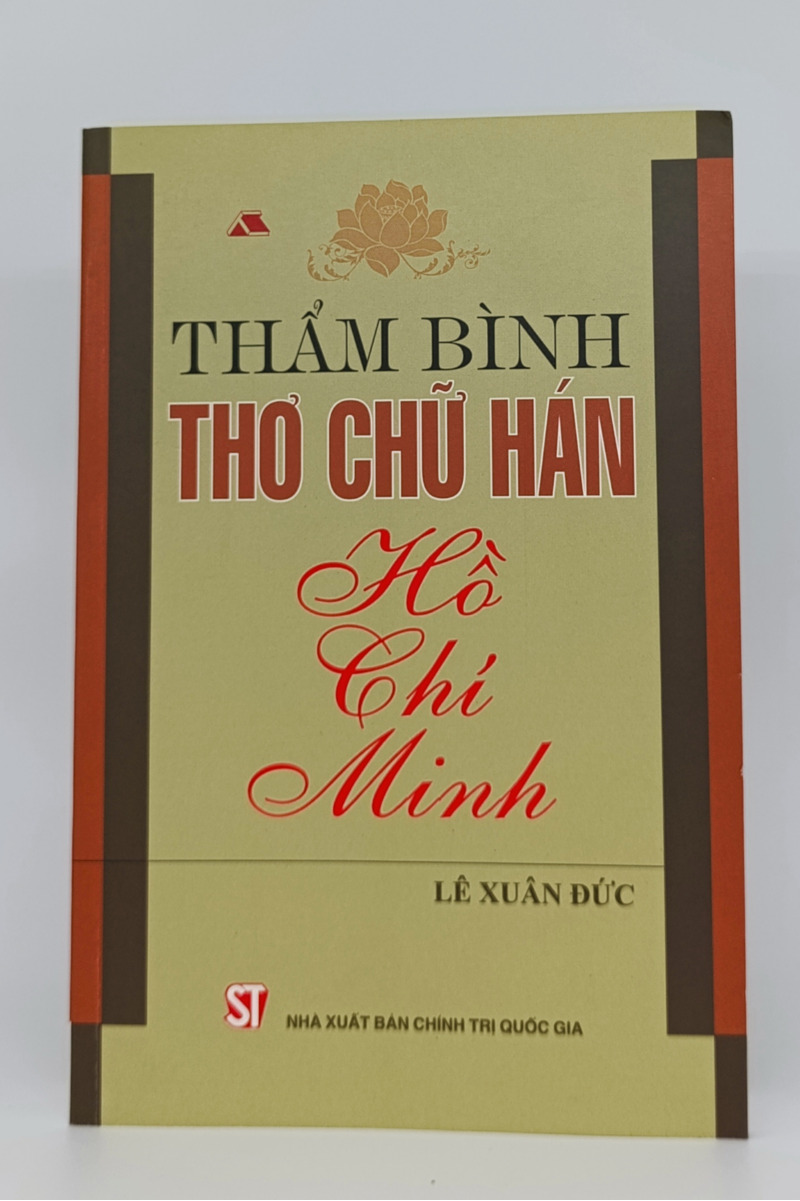 THẨM BÌNH
THƠ CHỮ HÁN
Hồ
Chí
Minh
LÊ XUÂN ĐỨC
ST
NHÀ XUẤT BẢN CHÍNH TRỊ QUỐC GIA